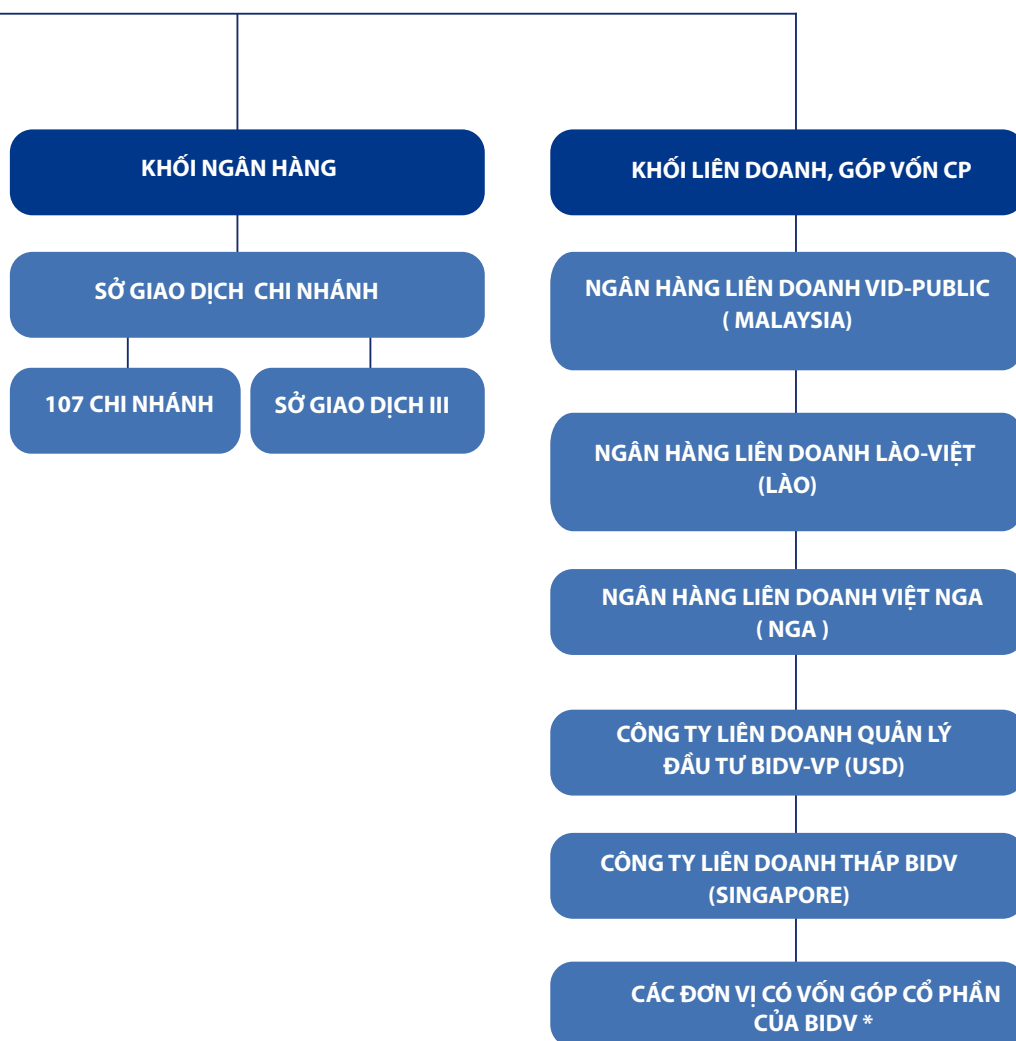 KHỐI NGÂN HÀNG
SỞ GIAO DỊCH CHI NHÁNH
107 CHI NHÁNH
SỞ GIAO DỊCH III
KHỐI LIÊN DOANH, GÓP VỐN CP
NGÂN HÀNG LIÊN DOANH VID-PUBLIC
( MALAYSIA)
NGÂN HÀNG LIÊN DOANH LÀO-VIỆT
(LÀO)
NGÂN HÀNG LIÊN DOANH VIỆT NGA
( NGA )
CÔNG TY LIÊN DOANH QUẢN LÝ
ĐẦU TƯ BIDV-VP (USD)
CÔNG TY LIÊN DOANH THÁP BIDV
(SINGAPORE)
CÁC ĐƠN VỊ CÓ VỐN GÓP CỔ PHẦN
CỦA BIDV *